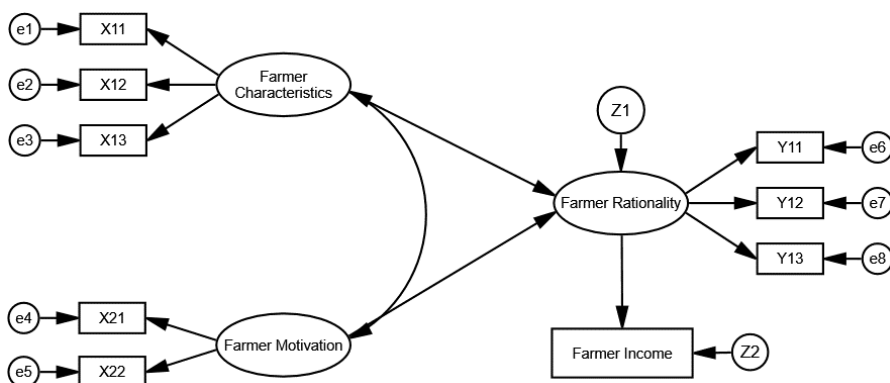 e1
X11
e2
X12
e3
X13
Farmer
Characteristics
Z1
Farmer Rationality
Y11
e6
Y12
e7
Y13
e8
e4
X21
e5
X22
Farmer Motivation
Farmer Income
Z2